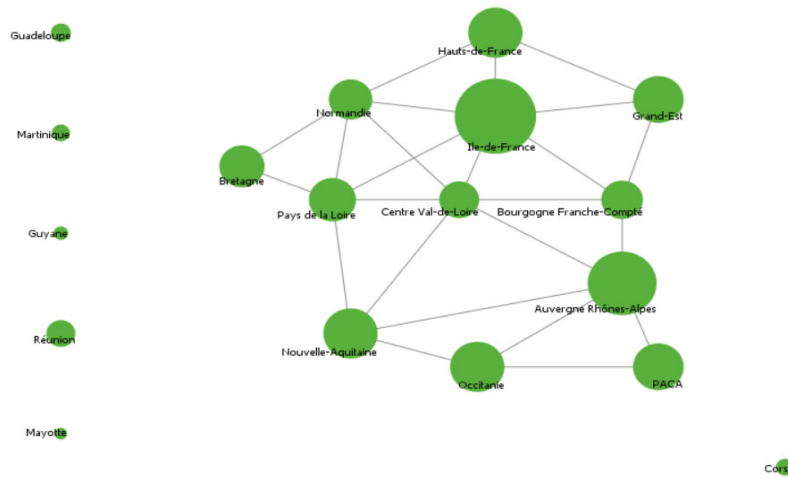 Guadeloupe
Hauts-de-France
Normandie
Grand-Est
Martinique
Ile-de-France
Bretagne
Pays de la Loire
Centre Val-de-Loire
Bourgogne Franche-Compté
Guyane
Auvergne Rhônes-Alpes
Réunion
Nouvelle-Aquitaine
Occitanie
PACA
Mayotte
Cors